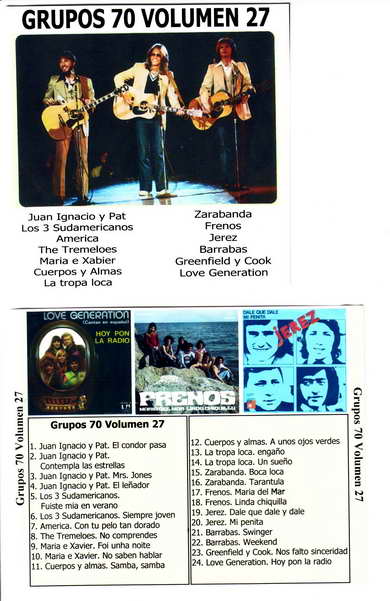 GRUPOS 70 VOLUMEN 27
Juan Ignacio y Pat
Los 3 Sudamericanos
America
The Tremeloes
Maria e Xabier
Cuerpos y Almas
La tropa loca
Zarabanda
Frenos
Jerez
Barrabas
Greenfield y Cook
Love Generation
LOVE GENERATION
(Cantan en español)
HOY PON
LA RADIO
FRENOS
DALE QUE DALE
MI PENITA
JEREZ
Grupos 70 Volumen 27
Grupos 70 Volumen 27
1. Juan Ignacio y Pat. El condor pasa
2. Juan Ignacio y Pat.
Contempla las estrellas
3. Juan Ignacio y Pat. Mrs. Jones
4. Juan Ignacio y Pat. El leñador
5. Los 3 Sudamericanos.
Fuiste mia en verano
6. Los 3 Sudamericanos. Siempre joven
7. America. Con tu pelo tan dorado
8. The Tremeloes. No comprendes
9. Maria e Xavier. Foi unha noite
10. Maria e Xavier. No saben hablar
11. Cuerpos y almas. Samba, samba
12. Cuerpos y almas. A unos ojos verdes
13. La tropa loca. engaño
14. La tropa loca. Un sueño
15. Zarabanda. Boca loca
16. Zarabanda. Tarantula
17. Frenos. Maria del Mar
18. Frenos. Linda chiquilla
19. Jerez. Dale que dale y dale
20. Jerez. Mi penita
21. Barrabas. Swinger
22. Barrabas. Weekend
23. Greenfield y Cook. Nos falto sinceridad
24. Love Generation. Hoy pon la radio
Grupos 70 Volumen 27